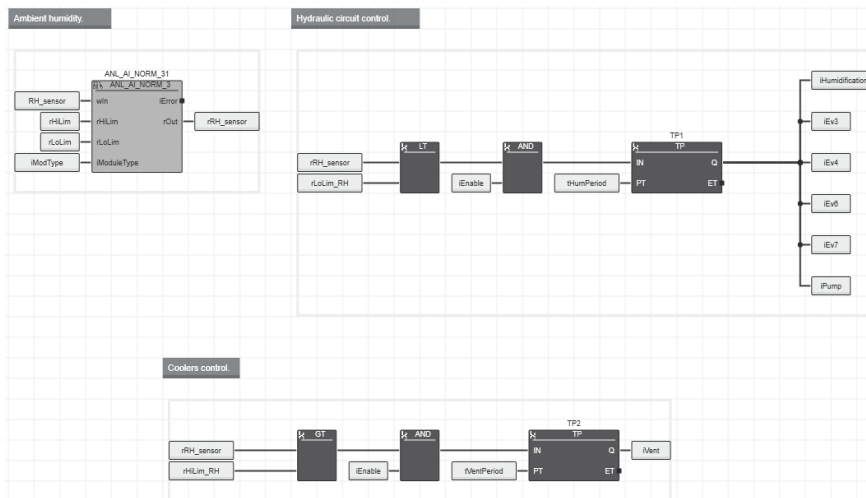 Ambient humidity.
Hydraulic circuit control.
ANL_AI_NORM_31
ANL_AI_NORM_3
RH_sensor
wIn
iError
rHiLim
rHiLim
rOut
rRH_sensor
rLoLim
rLoLim
iModType
iModuleType
LT
AND
TP1
TP
rRH_sensor
IN
Q
rLoLim_RH
iEnable
tHumPeriod
PT
ET
iHumidification
iEv3
iEv4
iEv6
iEv7
iPump
Coolers control.
GT
AND
TP2
TP
rRH_sensor
IN
Q
iVent
rHiLim_RH
iEnable
tVentPeriod
PT
ET